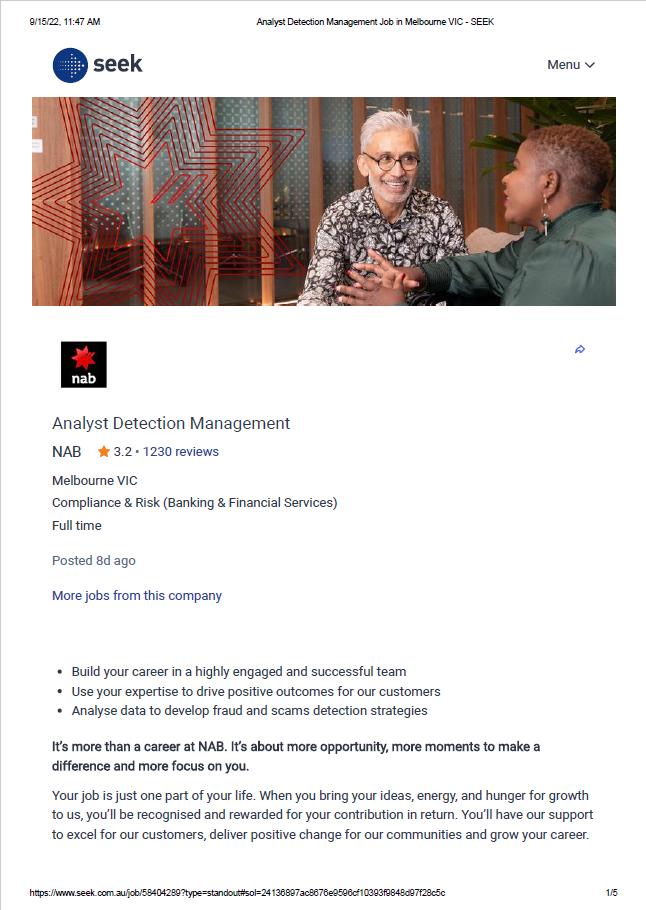 9/15/22, 11:47 AM
Analyst Detection Management Job in Melbourne VIC - SEEK
seek
Menu
nab
Analyst Detection Management
NAB 3.2 • 1230 reviews
Melbourne VIC
Compliance & Risk (Banking & Financial Services)
Full time
Posted 8d ago
More jobs from this company
• Build your career in a highly engaged and successful team
• Use your expertise to drive positive outcomes for our customers
• Analyse data to develop fraud and scams detection strategies
It’s more than a career at NAB. It’s about more opportunity, more moments to make a
difference and more focus on you.
Your job is just one part of your life. When you bring your ideas, energy, and hunger for growth
to us, you’ll be recognised and rewarded for your contribution in return. You’ll have our support
to excel for our customers, deliver positive change for our communities and grow your career.
https://www.seek.com.au/job/58404289?type=standout#sol=24136897ac8676e9596cf10393f9848d97f28c5c
1/5